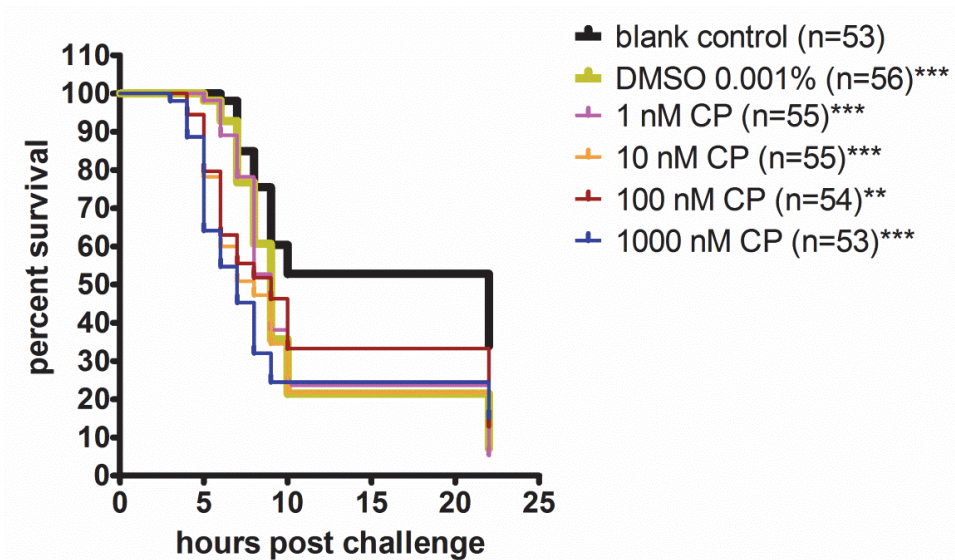 blank control (n=53)
DMSO 0.001% (n=56)***
1 nM CP (n=55)***
10 nM CP (n=55)***
100 nM CP (n=54)**
1000 nM CP (n=53)***
percent survival
110
100
90
80
70
60
50
40
30
20
10
0
0 5 10 15 20 25
hours post challenge